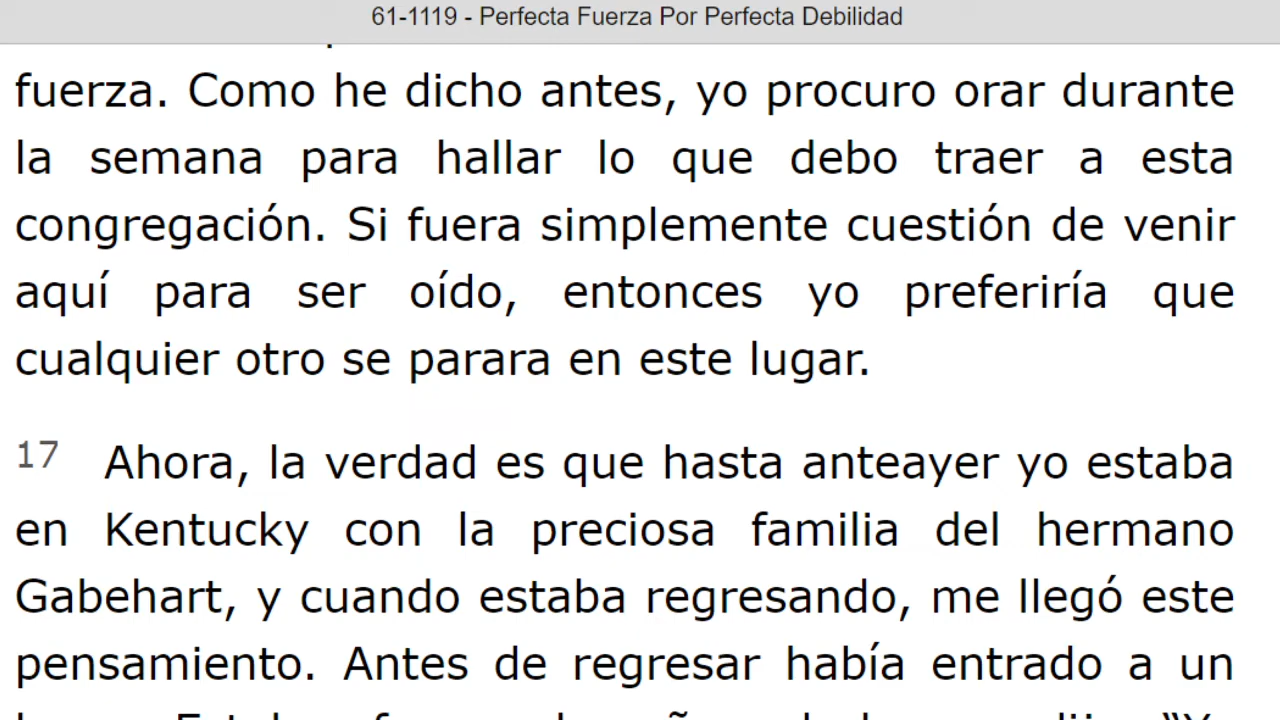 61-1119 - Perfecta Fuerza Por Perfecta Debilidad
fuerza. Como he dicho antes, yo procuro orar durante
la semana para hallar lo que debo traer a esta
congregación. Si fuera simplemente cuestión de venir
aquí para ser oído, entonces yo preferiría que
cualquier otro se parara en este lugar.
17 Ahora, la verdad es que hasta anteayer yo estaba
en Kentucky con la preciosa familia del hermano
Gabehart, y cuando estaba regresando, me llegó este
pensamiento. Antes de regresar había entrado a un